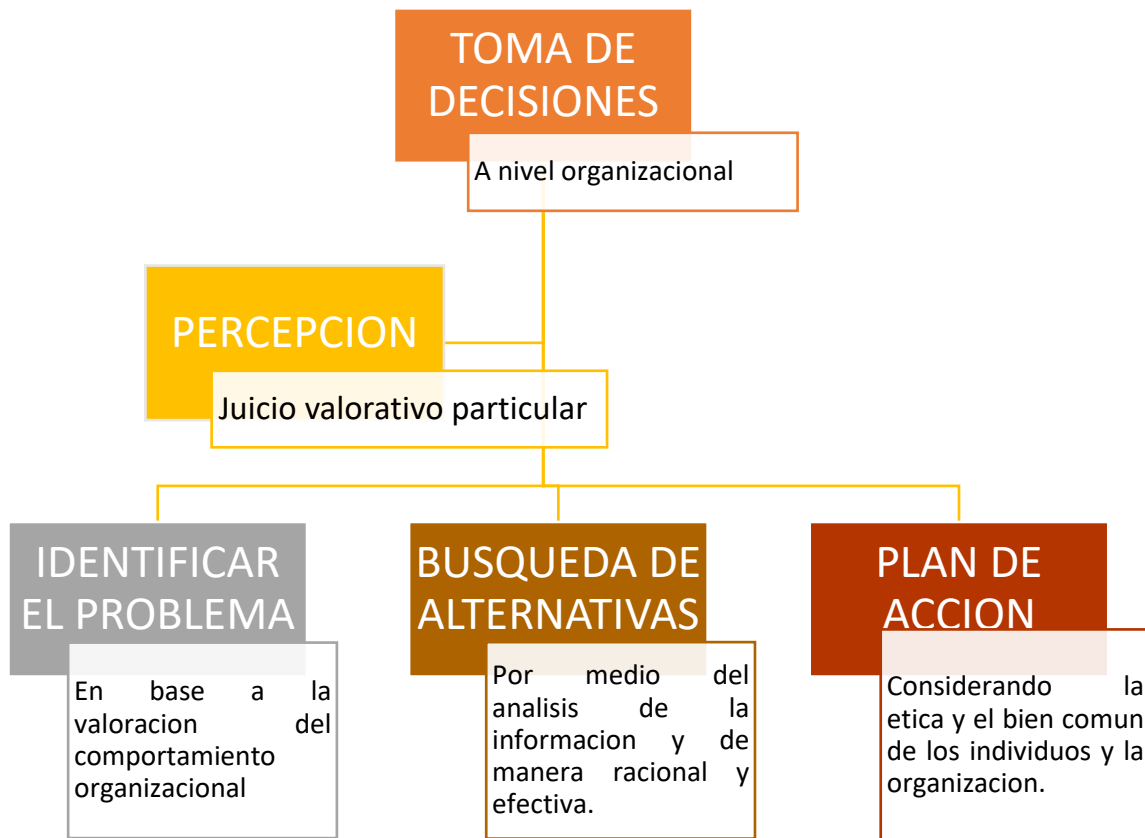 TOMA DE
DECISIONES
A nivel organizacional
PERCEPCION
Juicio valorativo particular
IDENTIFICAR
EL PROBLEMA
En base a la
valoracion del
comportamiento
organizacional
BUSQUEDA DE
ALTERNATIVAS
Por medio del
analisis de la
informacion y de
manera racional y
efectiva.
PLAN DE
ACCION
Considerando la
etica y el bien comun
de los individuos y la
organizacion.